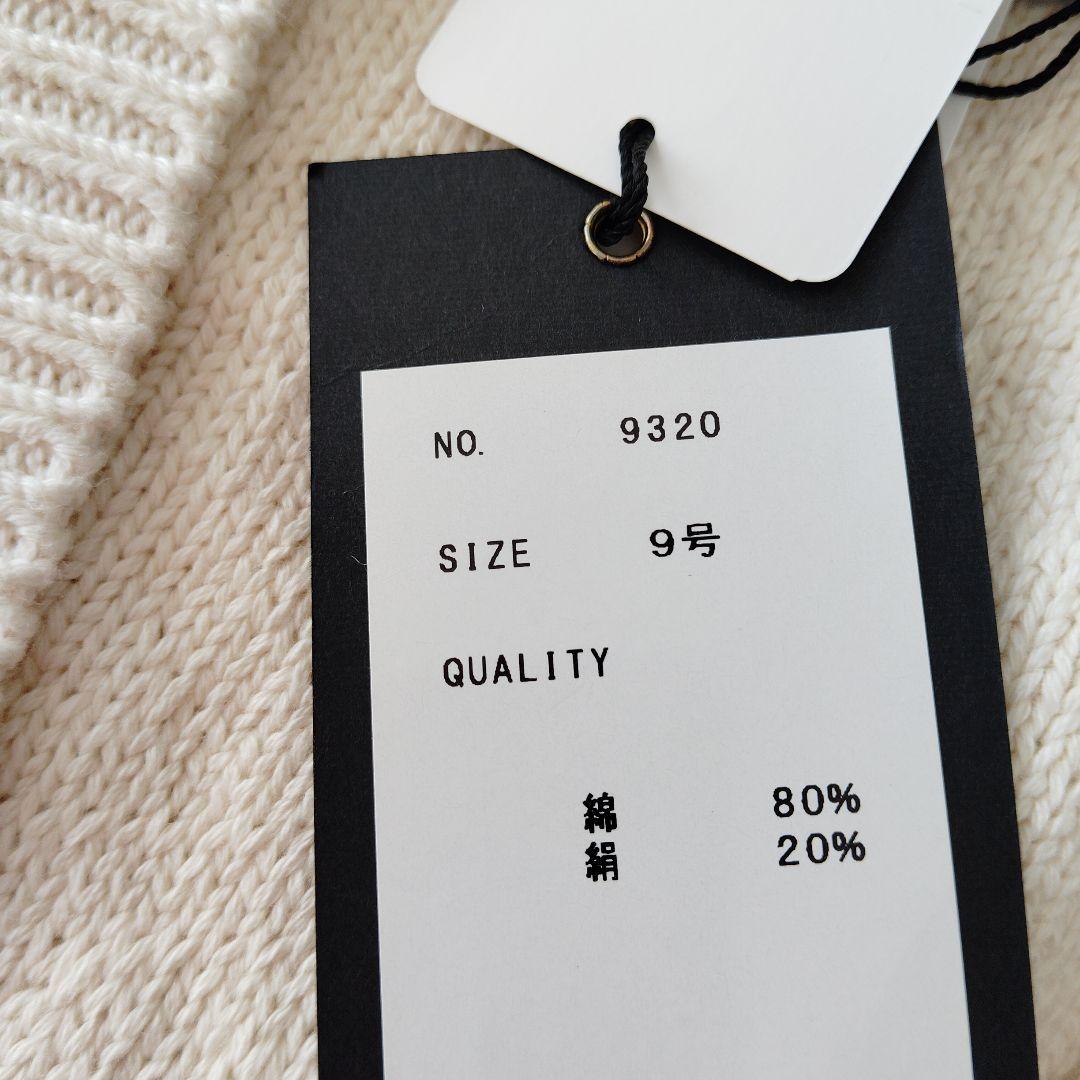 NO. 9320
SIZE 9号
QUALITY
綿 80%
絹 20%